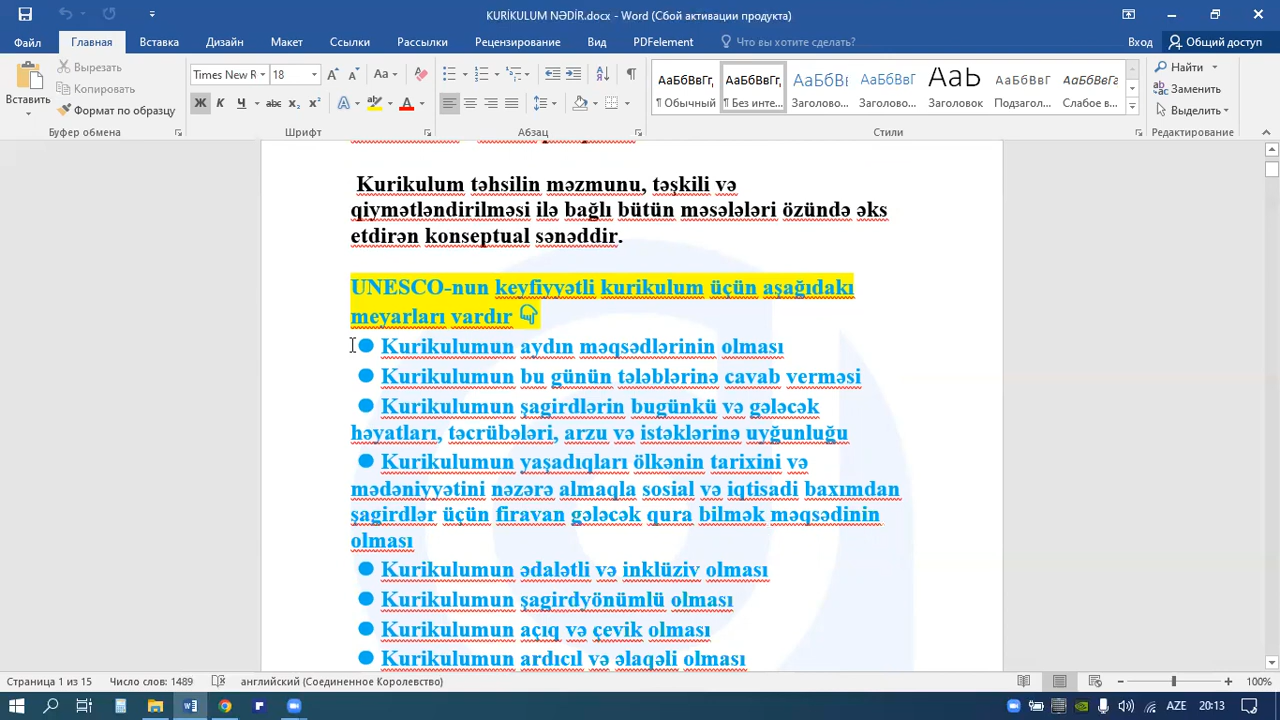 KURİKULUM NƏDİR.docx - Word (Сбой активации продукта)
Файл Главная Вставка Дизайн Макет Ссылки Рассылки Рецензирование Вид PDFelement Что вы хотите сделать? Вход Общий доступ
Вставить
Вырезать
Копировать
Формат по образцу
Буфер обмена
Times New R 18 Aa
Ж К Ч abc x₂ x² A A
Шрифт
Абзац
АаБбВвГг, АаБбВвГг, АаБбВв АаБбВвГ АаЬ АаБбВвГ АаБбВвГг
¶ Обычный ¶ Без инте... Заголово... Заголово... Заголовок Подзагол... Слабое в...
Стили
Найти
Заменить
Выделить
Редактирование
Kurikulum təhsilin məzmunu, təşkili və
qiymətləndirilməsi ilə bağlı bütün məsələləri özündə əks
etdirən konseptual sənəddir.
UNESCO-nun keyfiyyətli kurikulum üçün aşağıdakı
meyarları vardır
● Kurikulumun aydın məqsədlərinin olması
● Kurikulumun bu günün tələblərinə cavab verməsi
● Kurikulumun şagirdlərin bugünkü və gələcək
həyatları, təcrübələri, arzu və istəklərinə uyğunluğu
● Kurikulumun yaşadıqları ölkənin tarixini və
mədəniyyətini nəzərə almaqla sosial və iqtisadi baxımdan
şagirdlər üçün firavan gələcək qura bilmək məqsədinin
olması
● Kurikulumun ədalətli və inklüziv olması
● Kurikulumun şagirdyönümlü olması
● Kurikulumun açıq və çevik olması
● Kurikulumun ardıcıl və əlaqəli olması
Страница 1 из 15 Число слов: 1489 английский (Соединенное Королевство) 100%
AZE 20:13